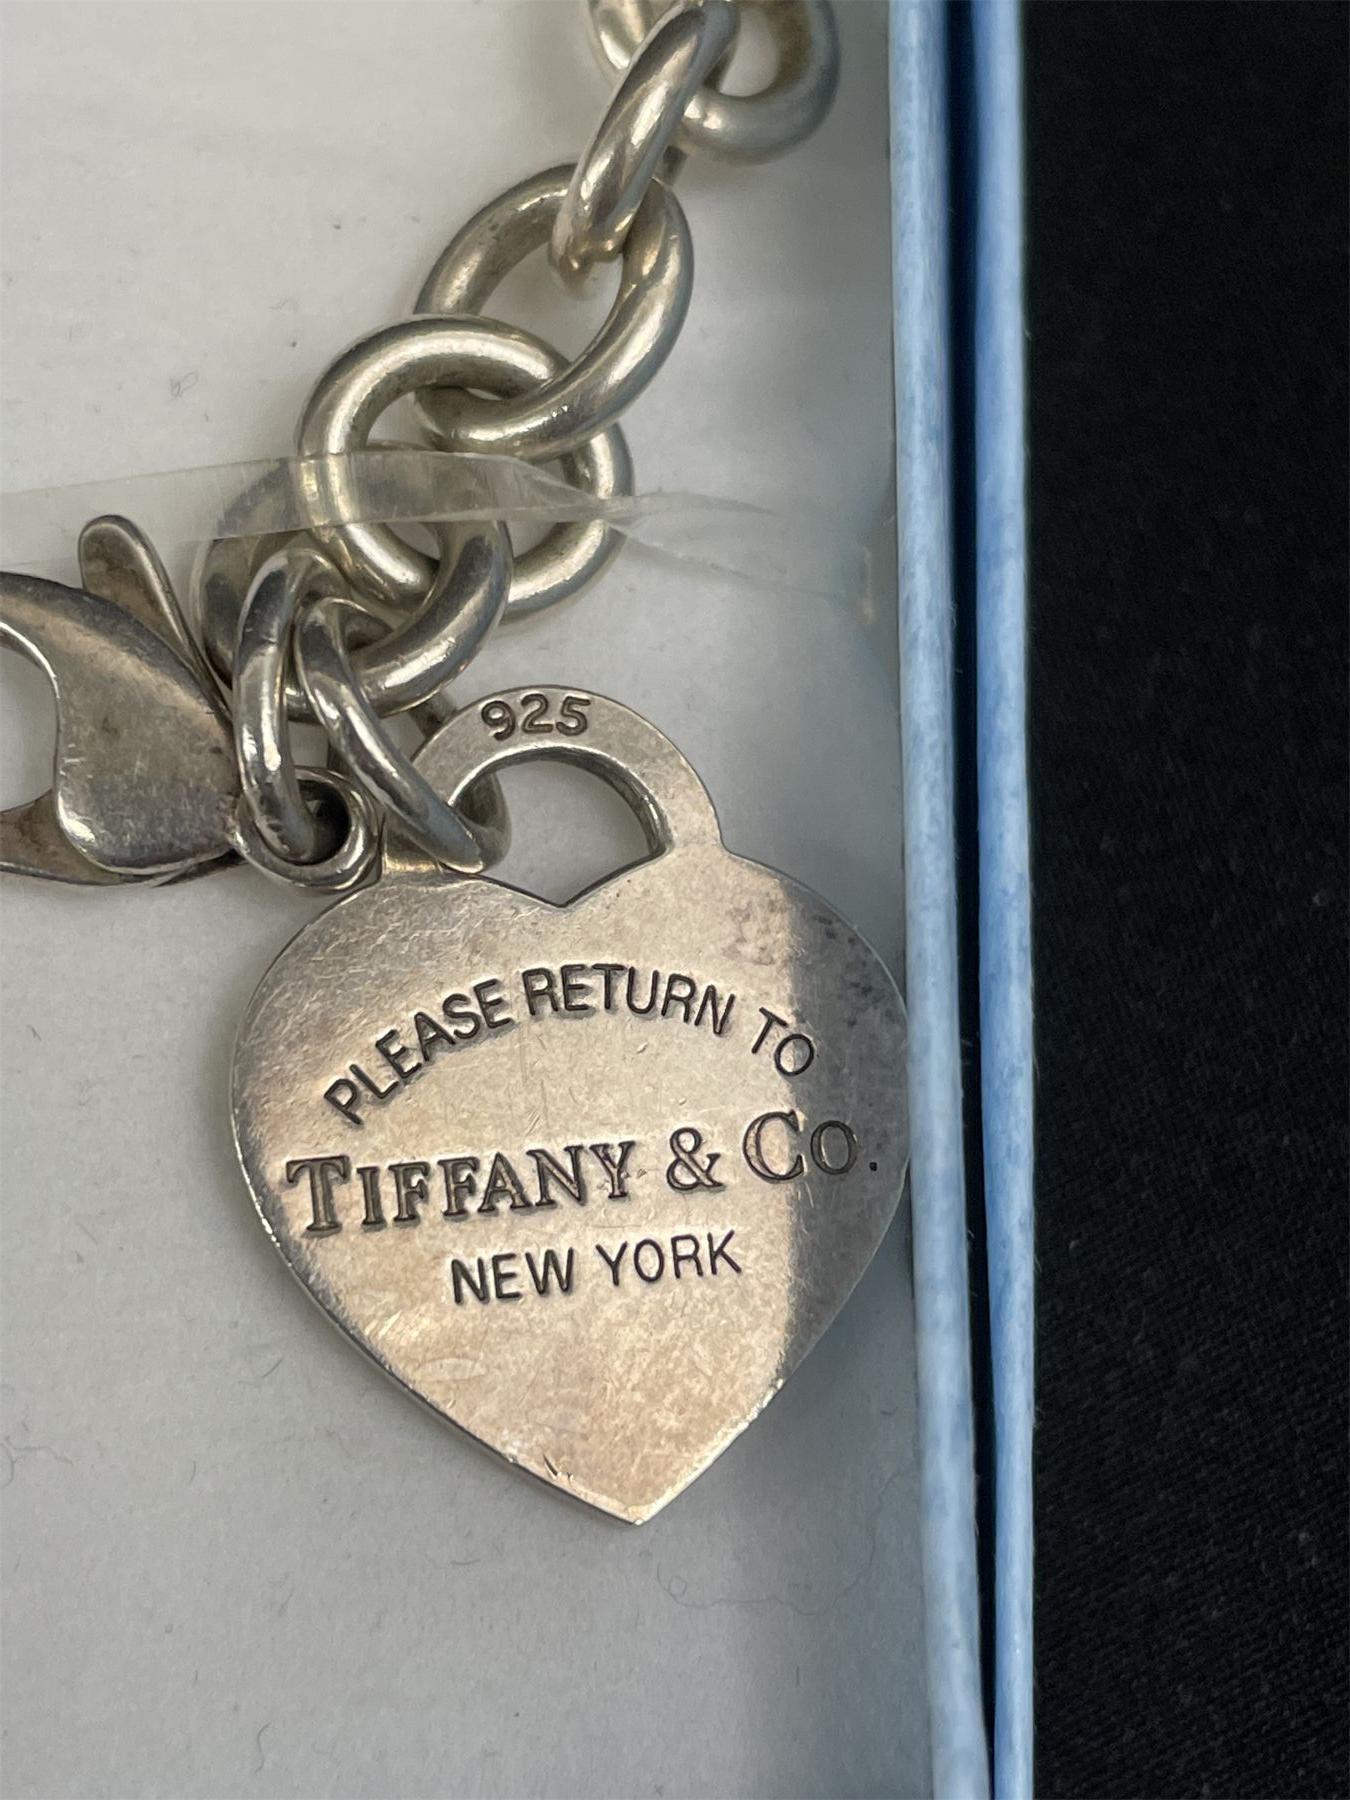 925
PLEASE RETURN TO
TIFFANY & CO.
NEW YORK